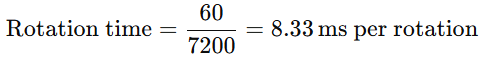 Rotation time = 60/7200 = 8.33 ms per rotation